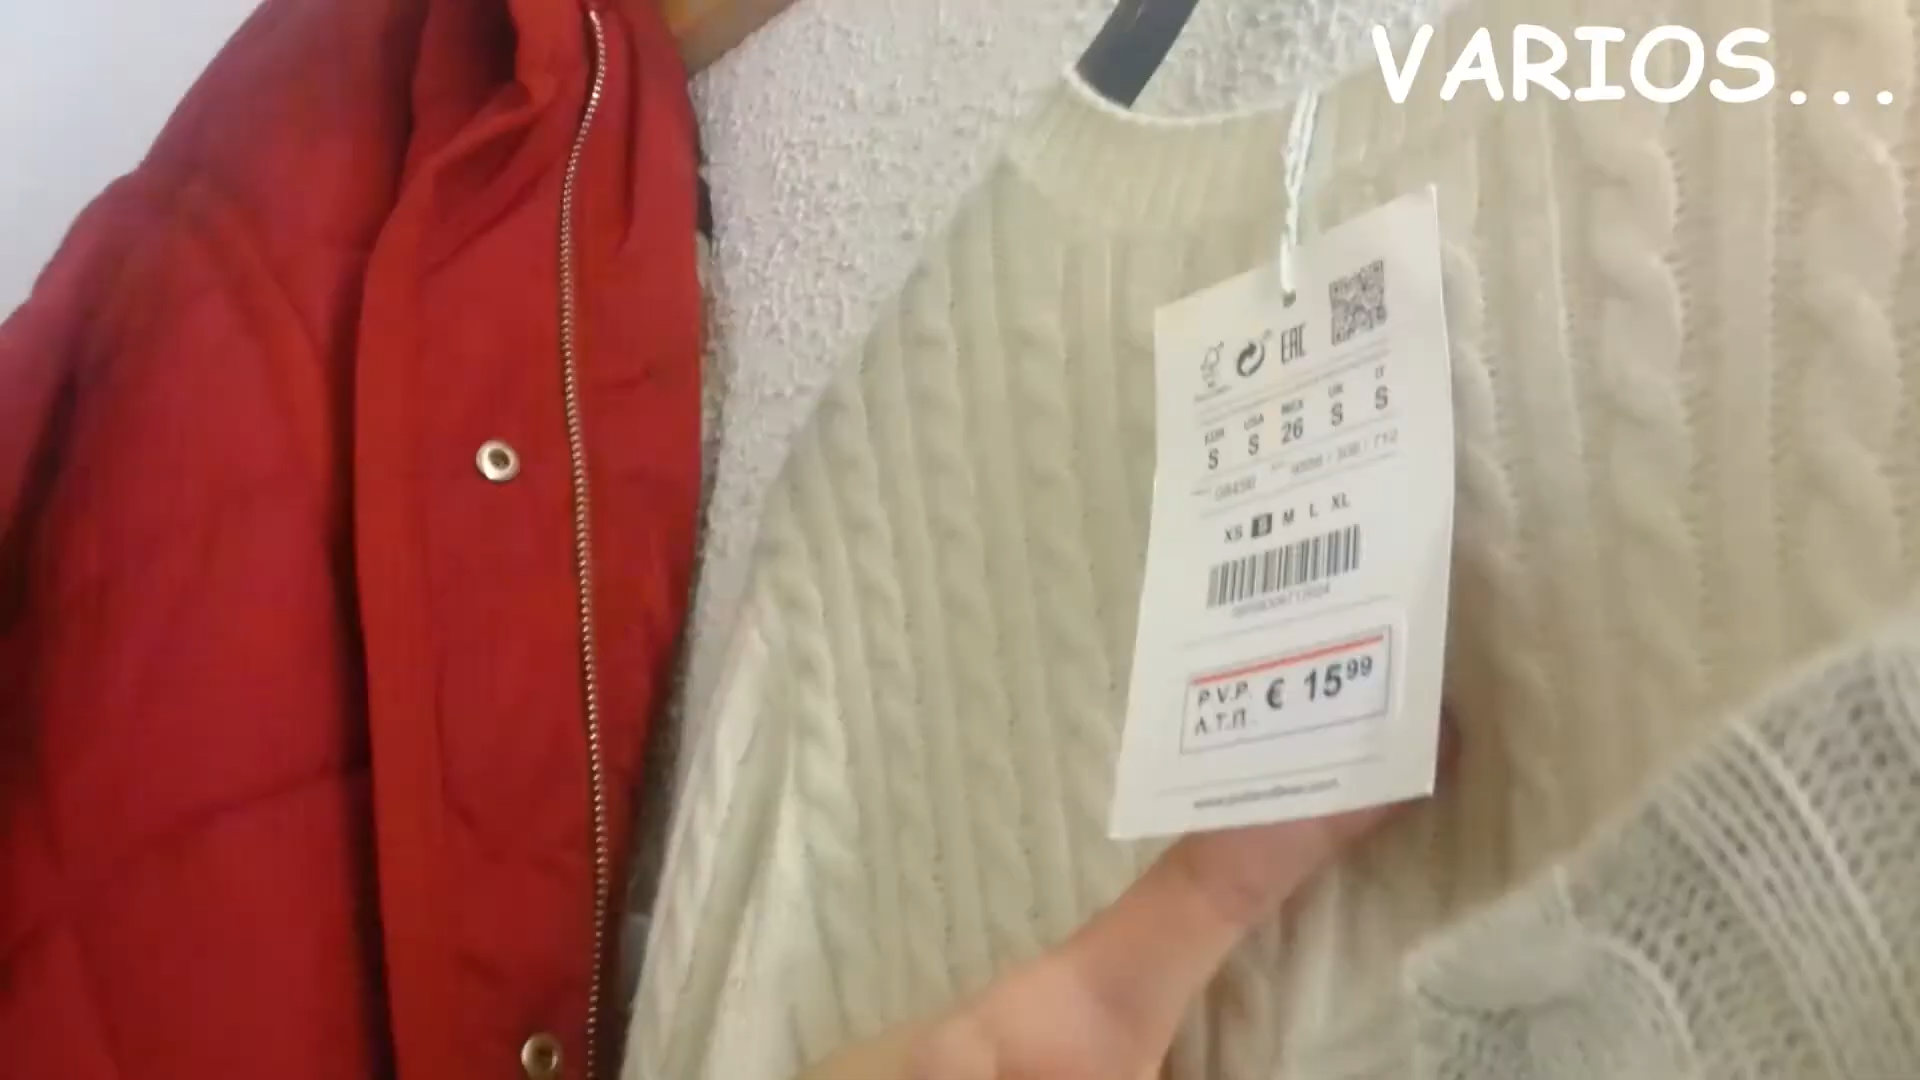 VARIOS...
EAC
EUR USA MEX UK IT
S S 26 S S
XS S M L XL
P.V.P. € 15⁹⁹
Λ.Τ.Π.